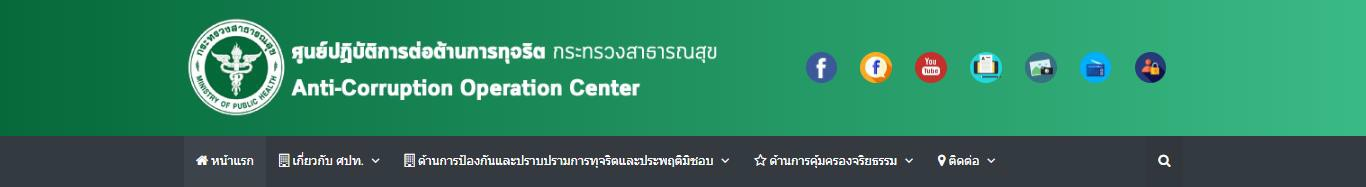 กระทรวงสาธารณสุข
MINISTRY OF PUBLIC HEALTH
ศูนย์ปฏิบัติการต่อต้านการทุจริต กระทรวงสาธารณสุข
Anti-Corruption Operation Center
You Tube
หน้าแรก เกี่ยวกับ ศปท. ด้านการป้องกันและปราบปรามการทุจริตและประพฤติมิชอบ ด้านการคุ้มครองจริยธรรม ติดต่อ